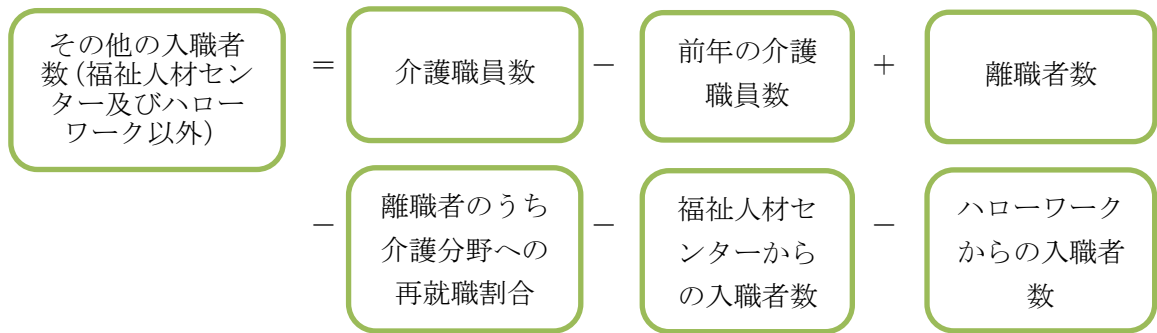 その他の入職者
数(福祉人材セン
ター及びハロー
ワーク以外)
＝
介護職員数
－
前年の介護
職員数
＋
離職者数
－
離職者のうち
介護分野への
再就職割合
－
福祉人材セ
ンターから
の入職者数
－
ハローワーク
からの入職者
数